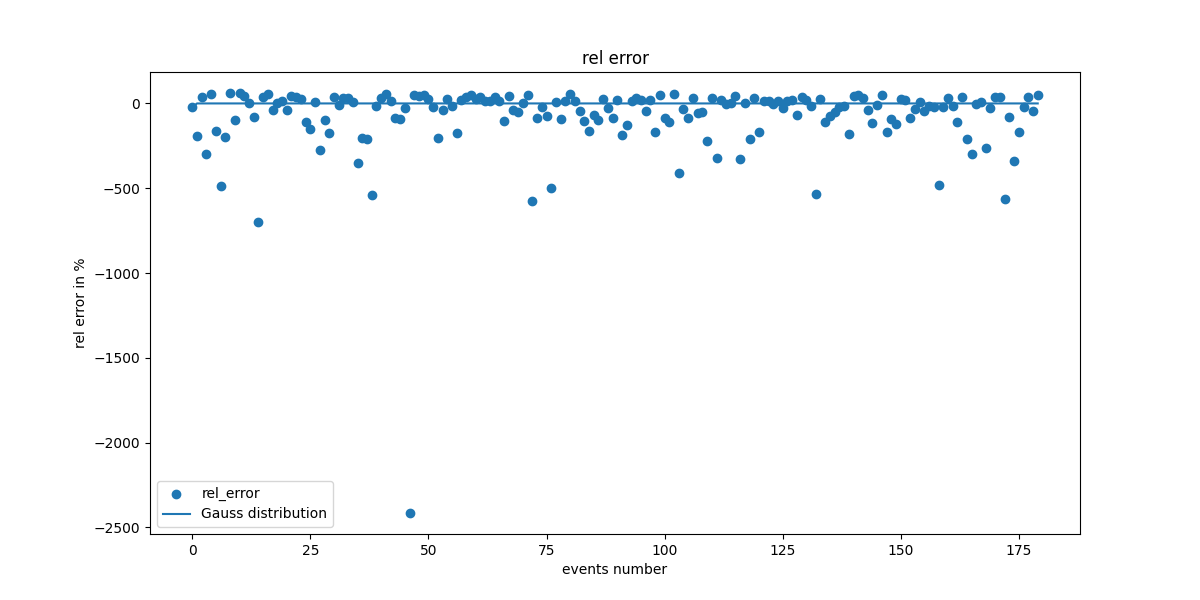 rel error
0
−500
−1000
−1500
−2000
−2500
rel error in %
rel_error
Gauss distribution
0 25 50 75 100 125 150 175
events number